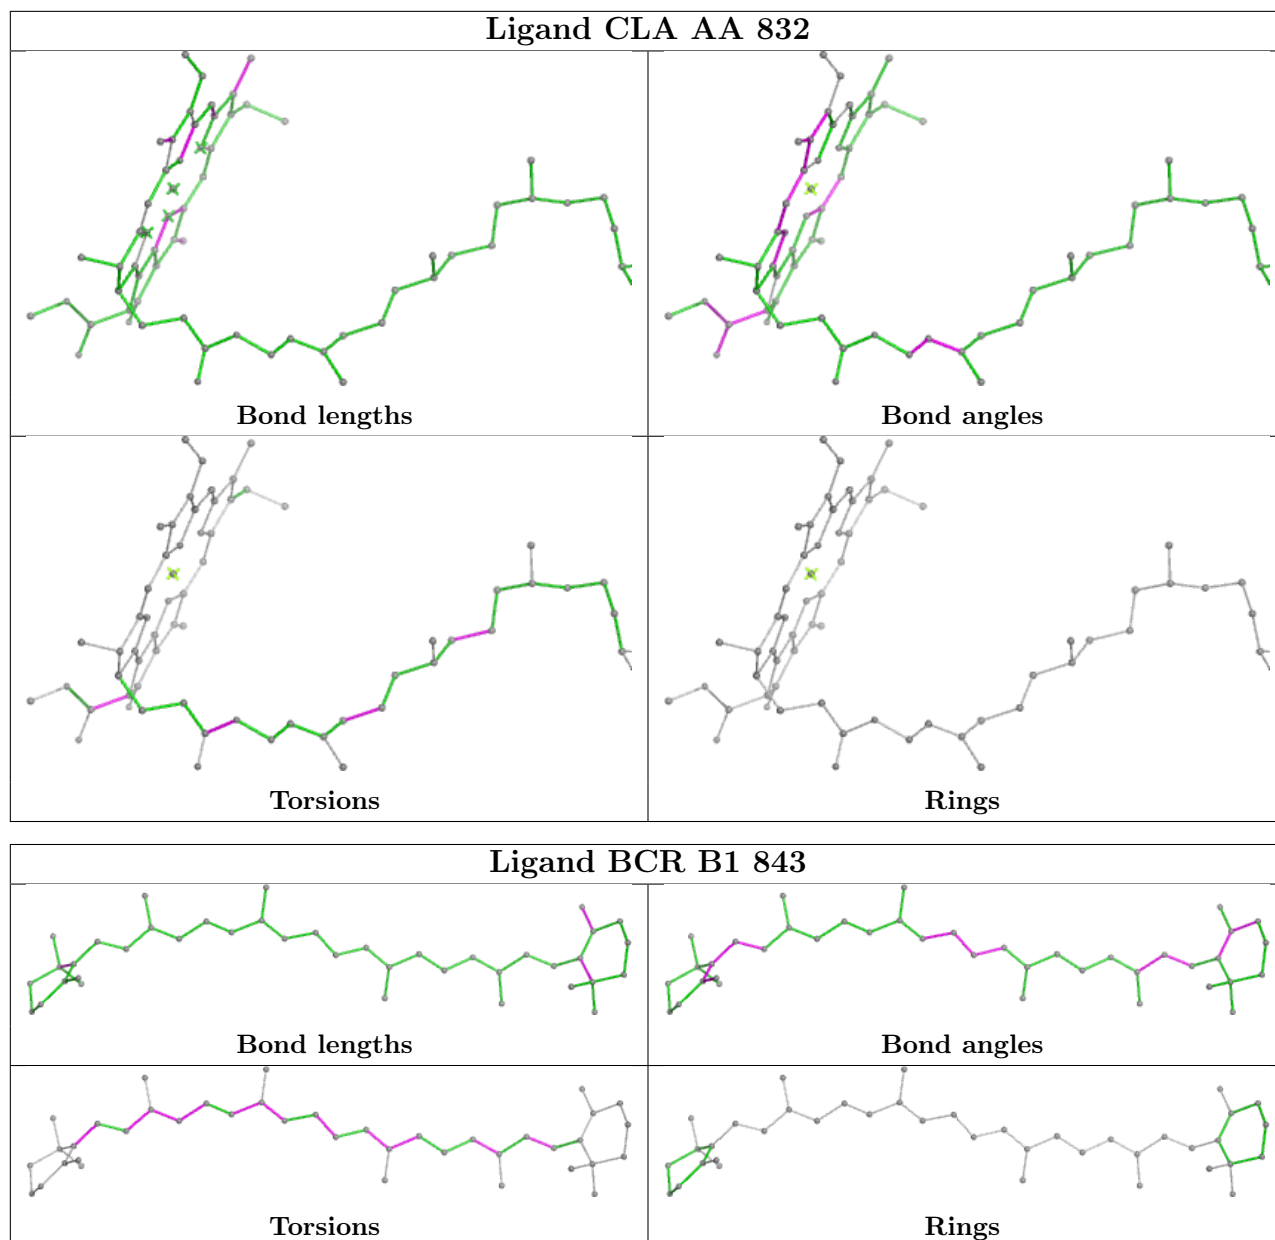 Ligand CLA AA 832
Bond lengths
Bond angles
Torsions
Rings
Ligand BCR B1 843
Bond lengths
Bond angles
Torsions
Rings